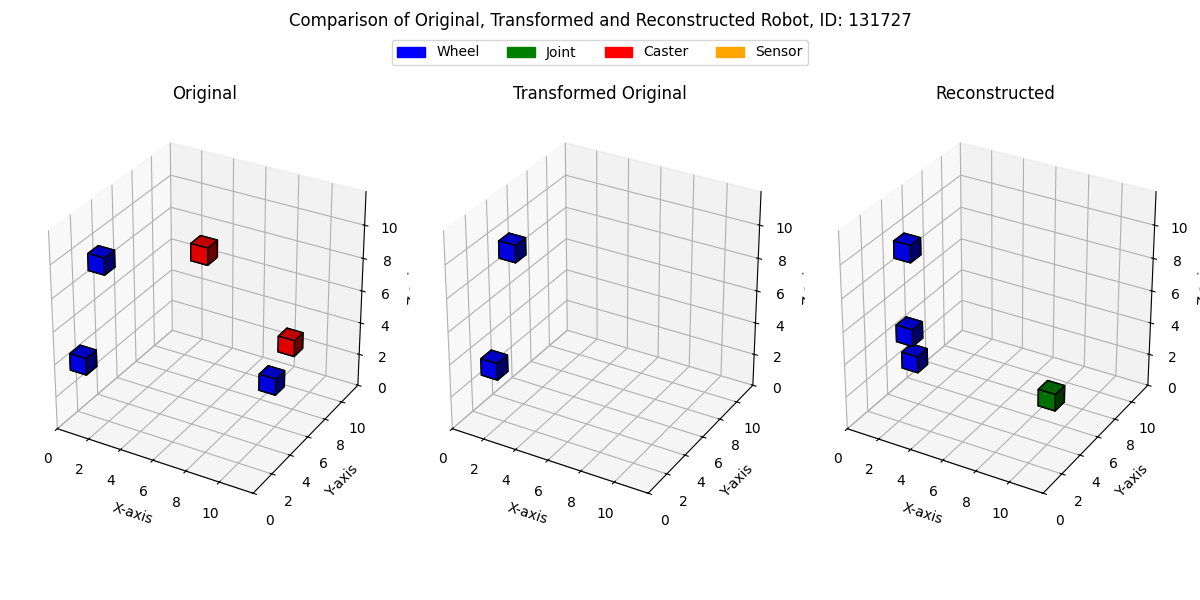 Comparison of Original, Transformed and Reconstructed Robot, ID: 131727
Wheel Joint Caster Sensor
Original Transformed Original Reconstructed
10 10 10
8 8 8
6 6 6
4 4 4
2 2 2
0 0 0
0 2 4 6 8 10 0 2 4 6 8 10 0 2 4 6 8 10
0 2 4 6 8 10 0 2 4 6 8 10 0 2 4 6 8 10
X-axis Y-axis X-axis Y-axis X-axis Y-axis